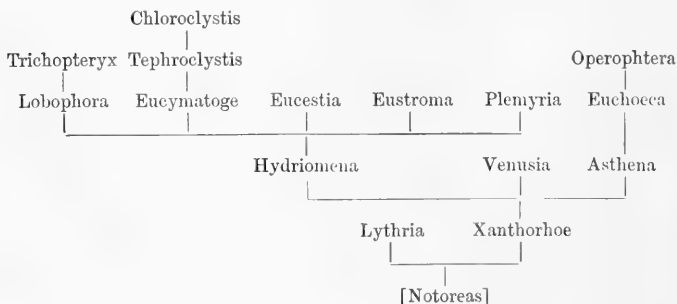 Chloroclystis
Trichopteryx Tephroclystis Operophtera
Lobophora Eucymatoge Eucestia Eustroma Plemyria Euchoeca
Hydriomena Venusia Asthena
Lythria Xanthorhoe
[Notoreas]